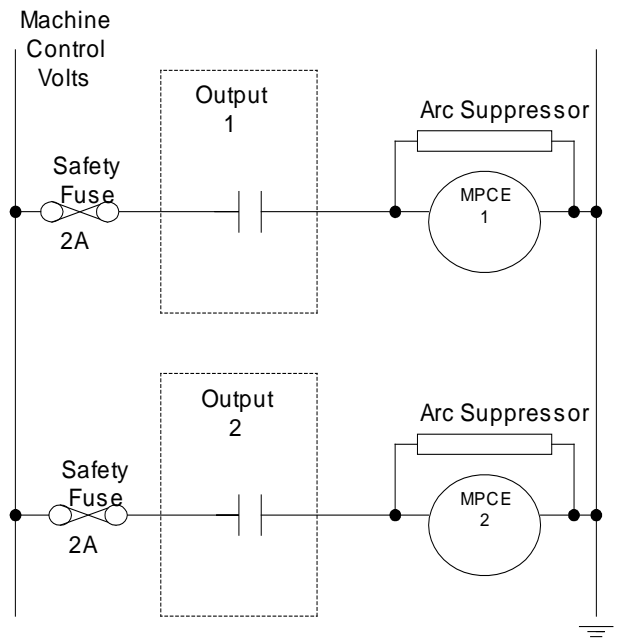 Machine
Control
Volts
Output
1
Arc Suppressor
Safety
Fuse
2A
MPCE
1
Output
2
Arc Suppressor
Safety
Fuse
2A
MPCE
2